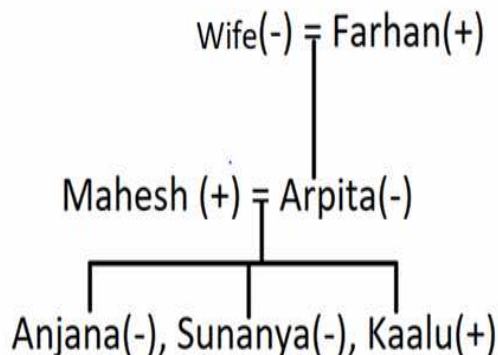 Wife(-) = Farhan(+)
Mahesh (+) = Arpita(-)
Anjana(-), Sunanya(-), Kaalu(+)